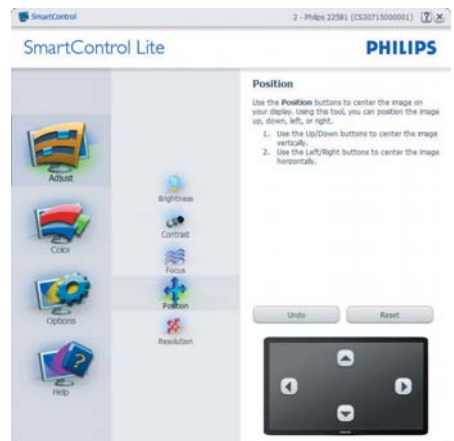 SmartControl
2 - Philips 225B1 (CS30715000001)
SmartControl Lite
PHILIPS
Adjust
Color
Options
Help
Brightness
Contrast
Focus
Position
Resolution
Position
Use the Position buttons to center the image on
your display. Using this tool, you can position the image
up, down, left, or right.
1. Use the Up/Down buttons to center the image
vertically.
2. Use the Left/Right buttons to center the image
horizontally.
Undo
Reset